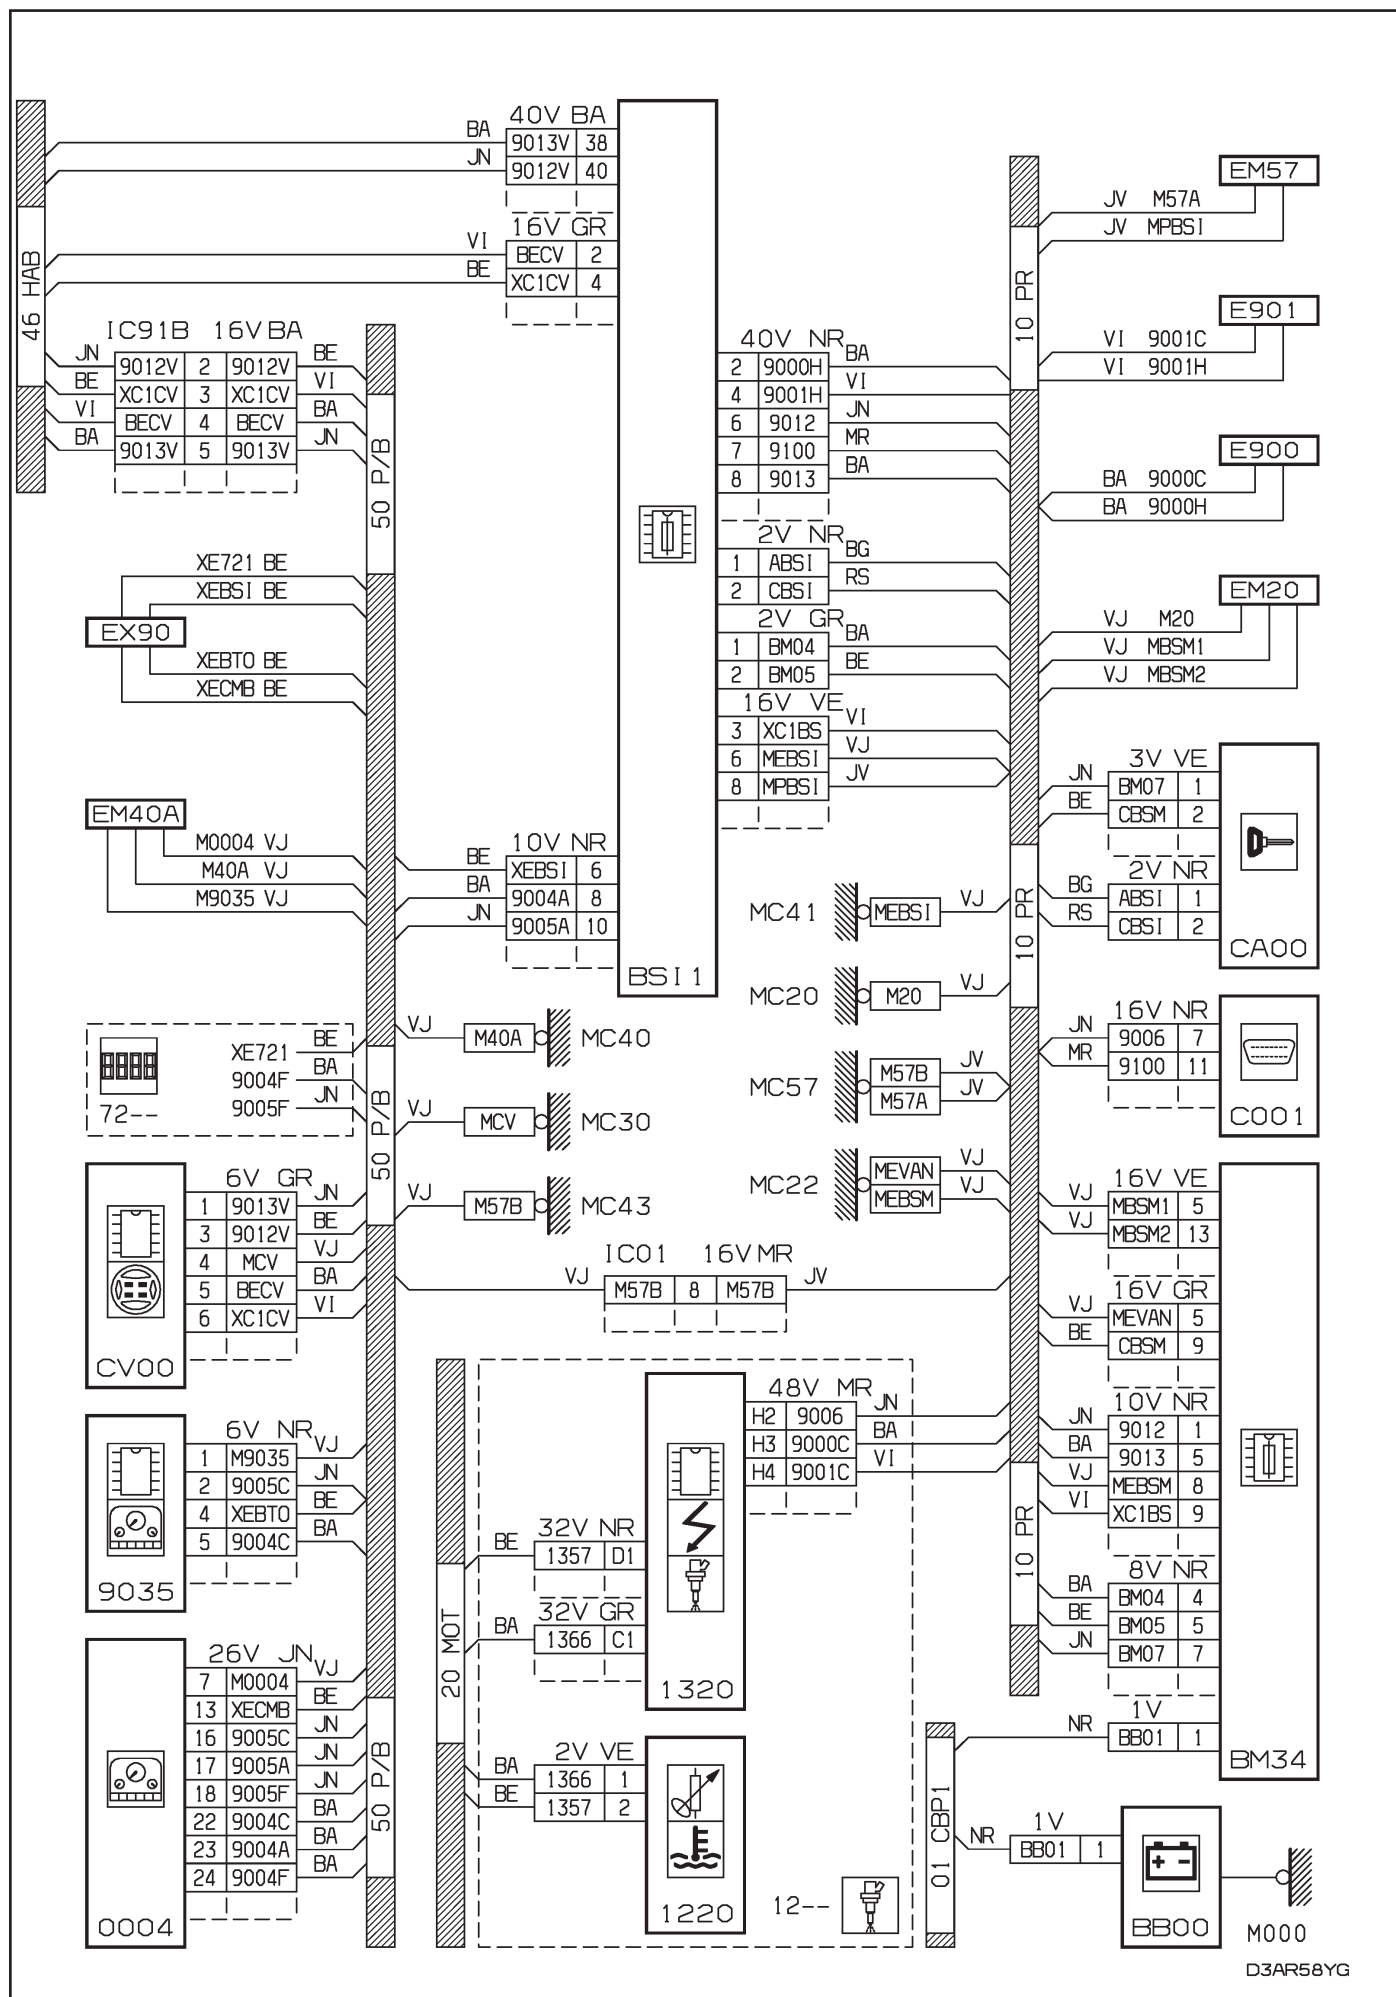 40V BA
BA 9013V 38
JN 9012V 40
16V GR
VI BECV 2
BE XC1CV 4
46 HAB
IC91B 16V BA
JN 9012V 2 9012V BE
BE XC1CV 3 XC1CV VI
VI BECV 4 BECV BA
BA 9013V 5 9013V JN
50 P/B
XE721 BE
XEBSI BE
EX90
XEBTO BE
XECMB BE
EM40A
M0004 VJ
M40A VJ
M9035 VJ
10V NR
BE XEBSI 6
BA 9004A 8
JN 9005A 10
BSI1
40V NR
2 9000H BA
4 9001H VI
6 9012 JN
7 9100 MR
8 9013 BA
2V NR
1 ABSI BG
2 CBSI RS
2V GR
1 BM04 BA
2 BM05 BE
16V VE
3 XC1BS VI
6 MEBSI VJ
8 MPBSI JV
10 PR
EM57
JV M57A
JV MPBSI
E901
VI 9001C
VI 9001H
E900
BA 9000C
BA 9000H
EM20
VJ M20
VJ MBSM1
VJ MBSM2
3V VE
JN BM07 1
BE CBSM 2
2V NR
BG ABSI 1
RS CBSI 2
CA00
10 PR
MC41 MEBSI VJ
MC20 M20 VJ
MC57
M57B JV
M57A JV
MC22
MEVAN VJ
MEBSM VJ
16V NR
JN 9006 7
MR 9100 11
C001
72--
XE721 BE
9004F BA
9005F JN
50 P/B
VJ M40A MC40
VJ MCV MC30
VJ M57B MC43
6V GR
1 9013V JN
3 9012V BE
4 MCV VJ
5 BECV BA
6 XC1CV VI
CV00
IC01 16V MR
VJ M57B 8 M57B JV
16V VE
VJ MBSM1 5
VJ MBSM2 13
16V GR
VJ MEVAN 5
BE CBSM 9
10V NR
JN 9012 1
BA 9013 5
VJ MEBSM 8
VI XC1BS 9
8V NR
BA BM04 4
BE BM05 5
JN BM07 7
1V
NR BB01 1
BM34
10 PR
6V NR
1 M9035 VJ
2 9005C JN
4 XEBTO BE
5 9004C BA
9035
48V MR
H2 9006 JN
H3 9000C BA
H4 9001C VI
32V NR
BE 1357 D1
32V GR
BA 1366 C1
1320
20 MOT
26V JN
7 M0004 VJ
13 XECMB BE
16 9005C JN
17 9005A JN
18 9005F JN
22 9004C BA
23 9004A BA
24 9004F BA
0004
50 P/B
2V VE
BA 1366 1
BE 1357 2
1220
12--
01 CBP1
1V
NR BB01 1
BB00
M000
D3AR58YG